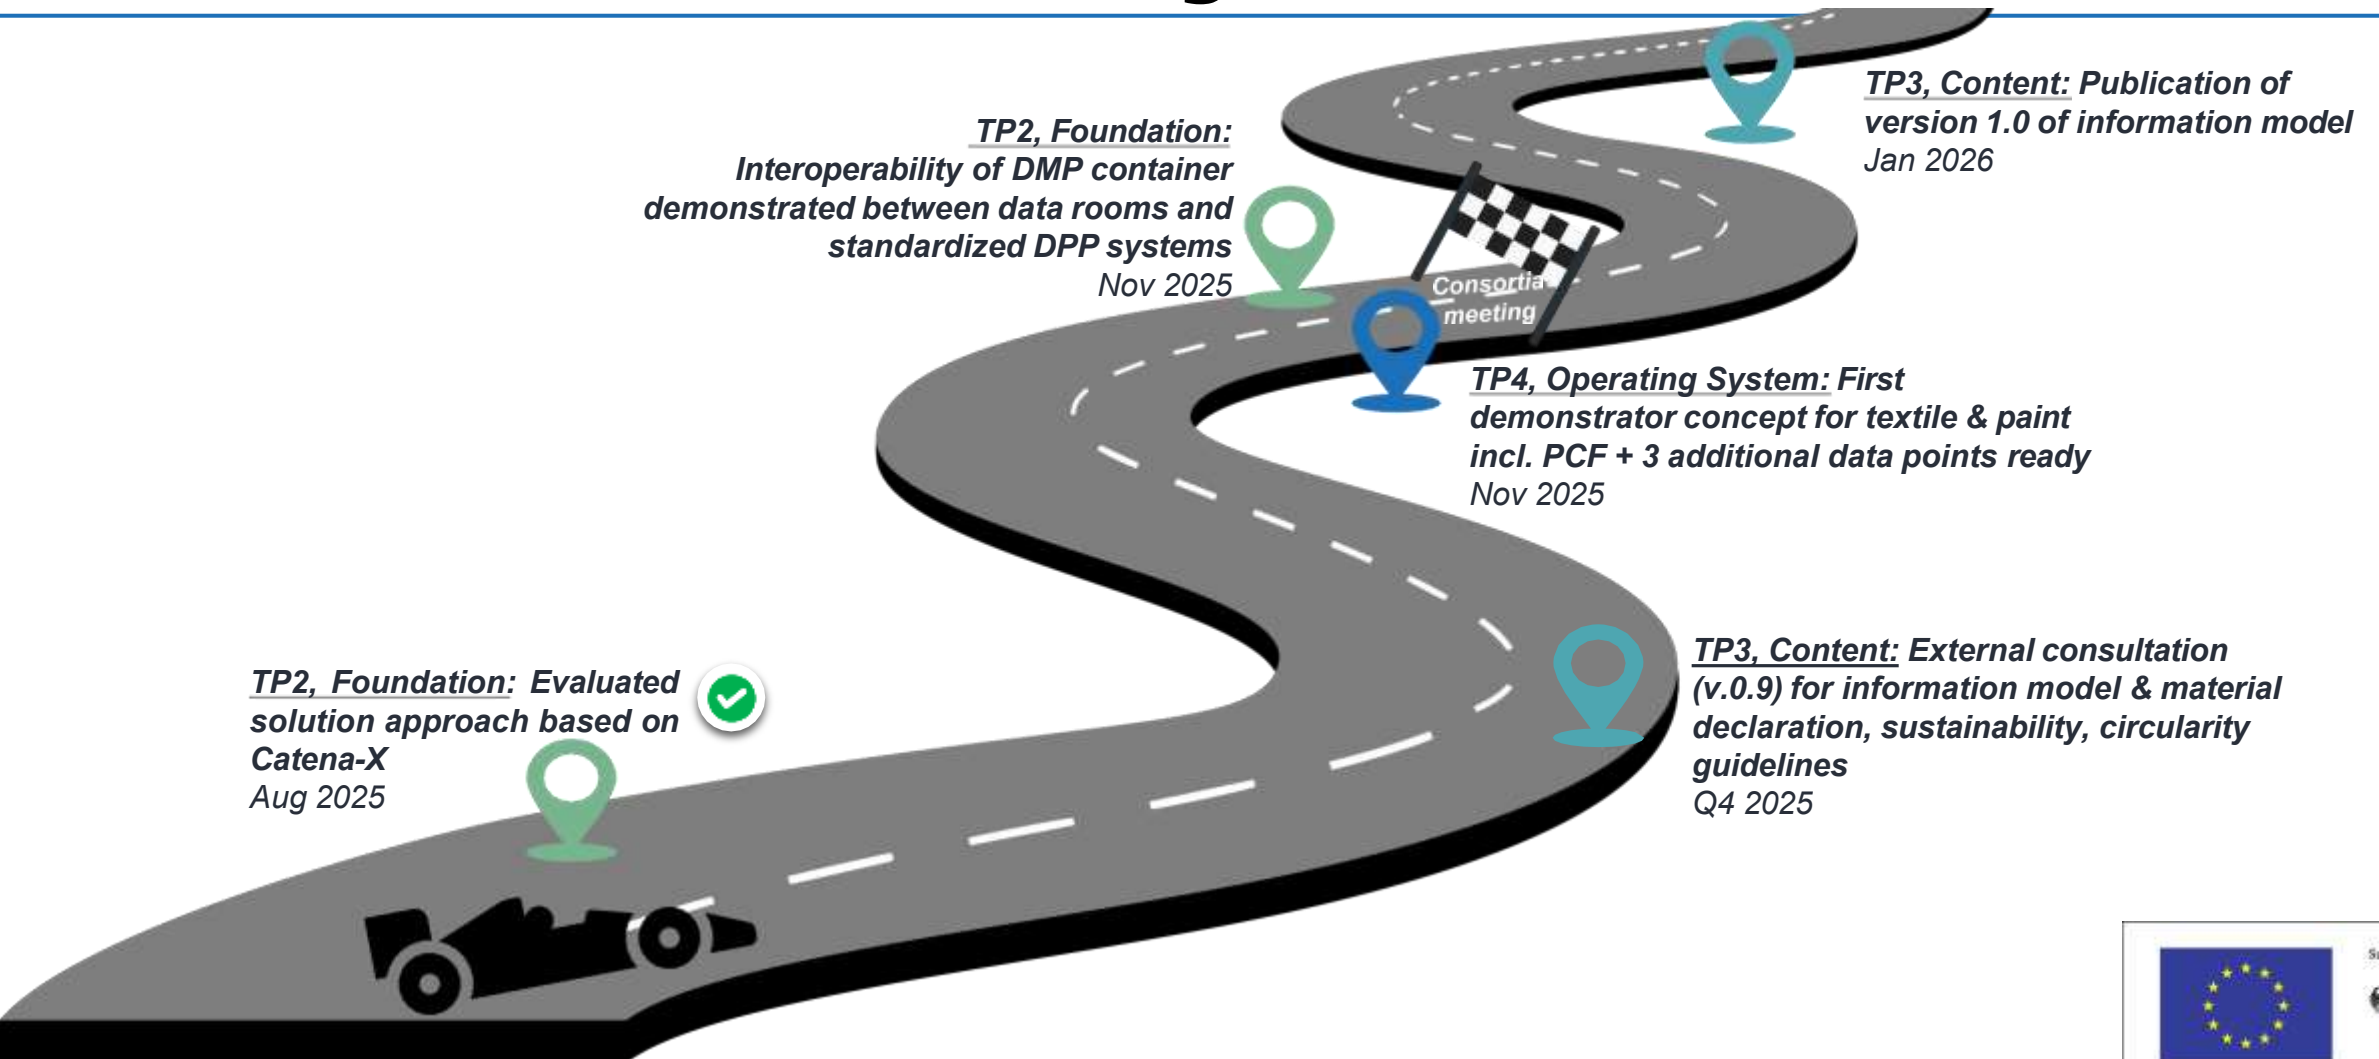 TP3, Content: Publication of
version 1.0 of information model
Jan 2026
TP2, Foundation:
Interoperability of DMP container
demonstrated between data rooms and
standardized DPP systems
Nov 2025
Consortia
meeting
TP4, Operating System: First
demonstrator concept for textile & paint
incl. PCF + 3 additional data points ready
Nov 2025
TP3, Content: External consultation
(v.0.9) for information model & material
declaration, sustainability, circularity
guidelines
Q4 2025
TP2, Foundation: Evaluated
solution approach based on
Catena-X
Aug 2025